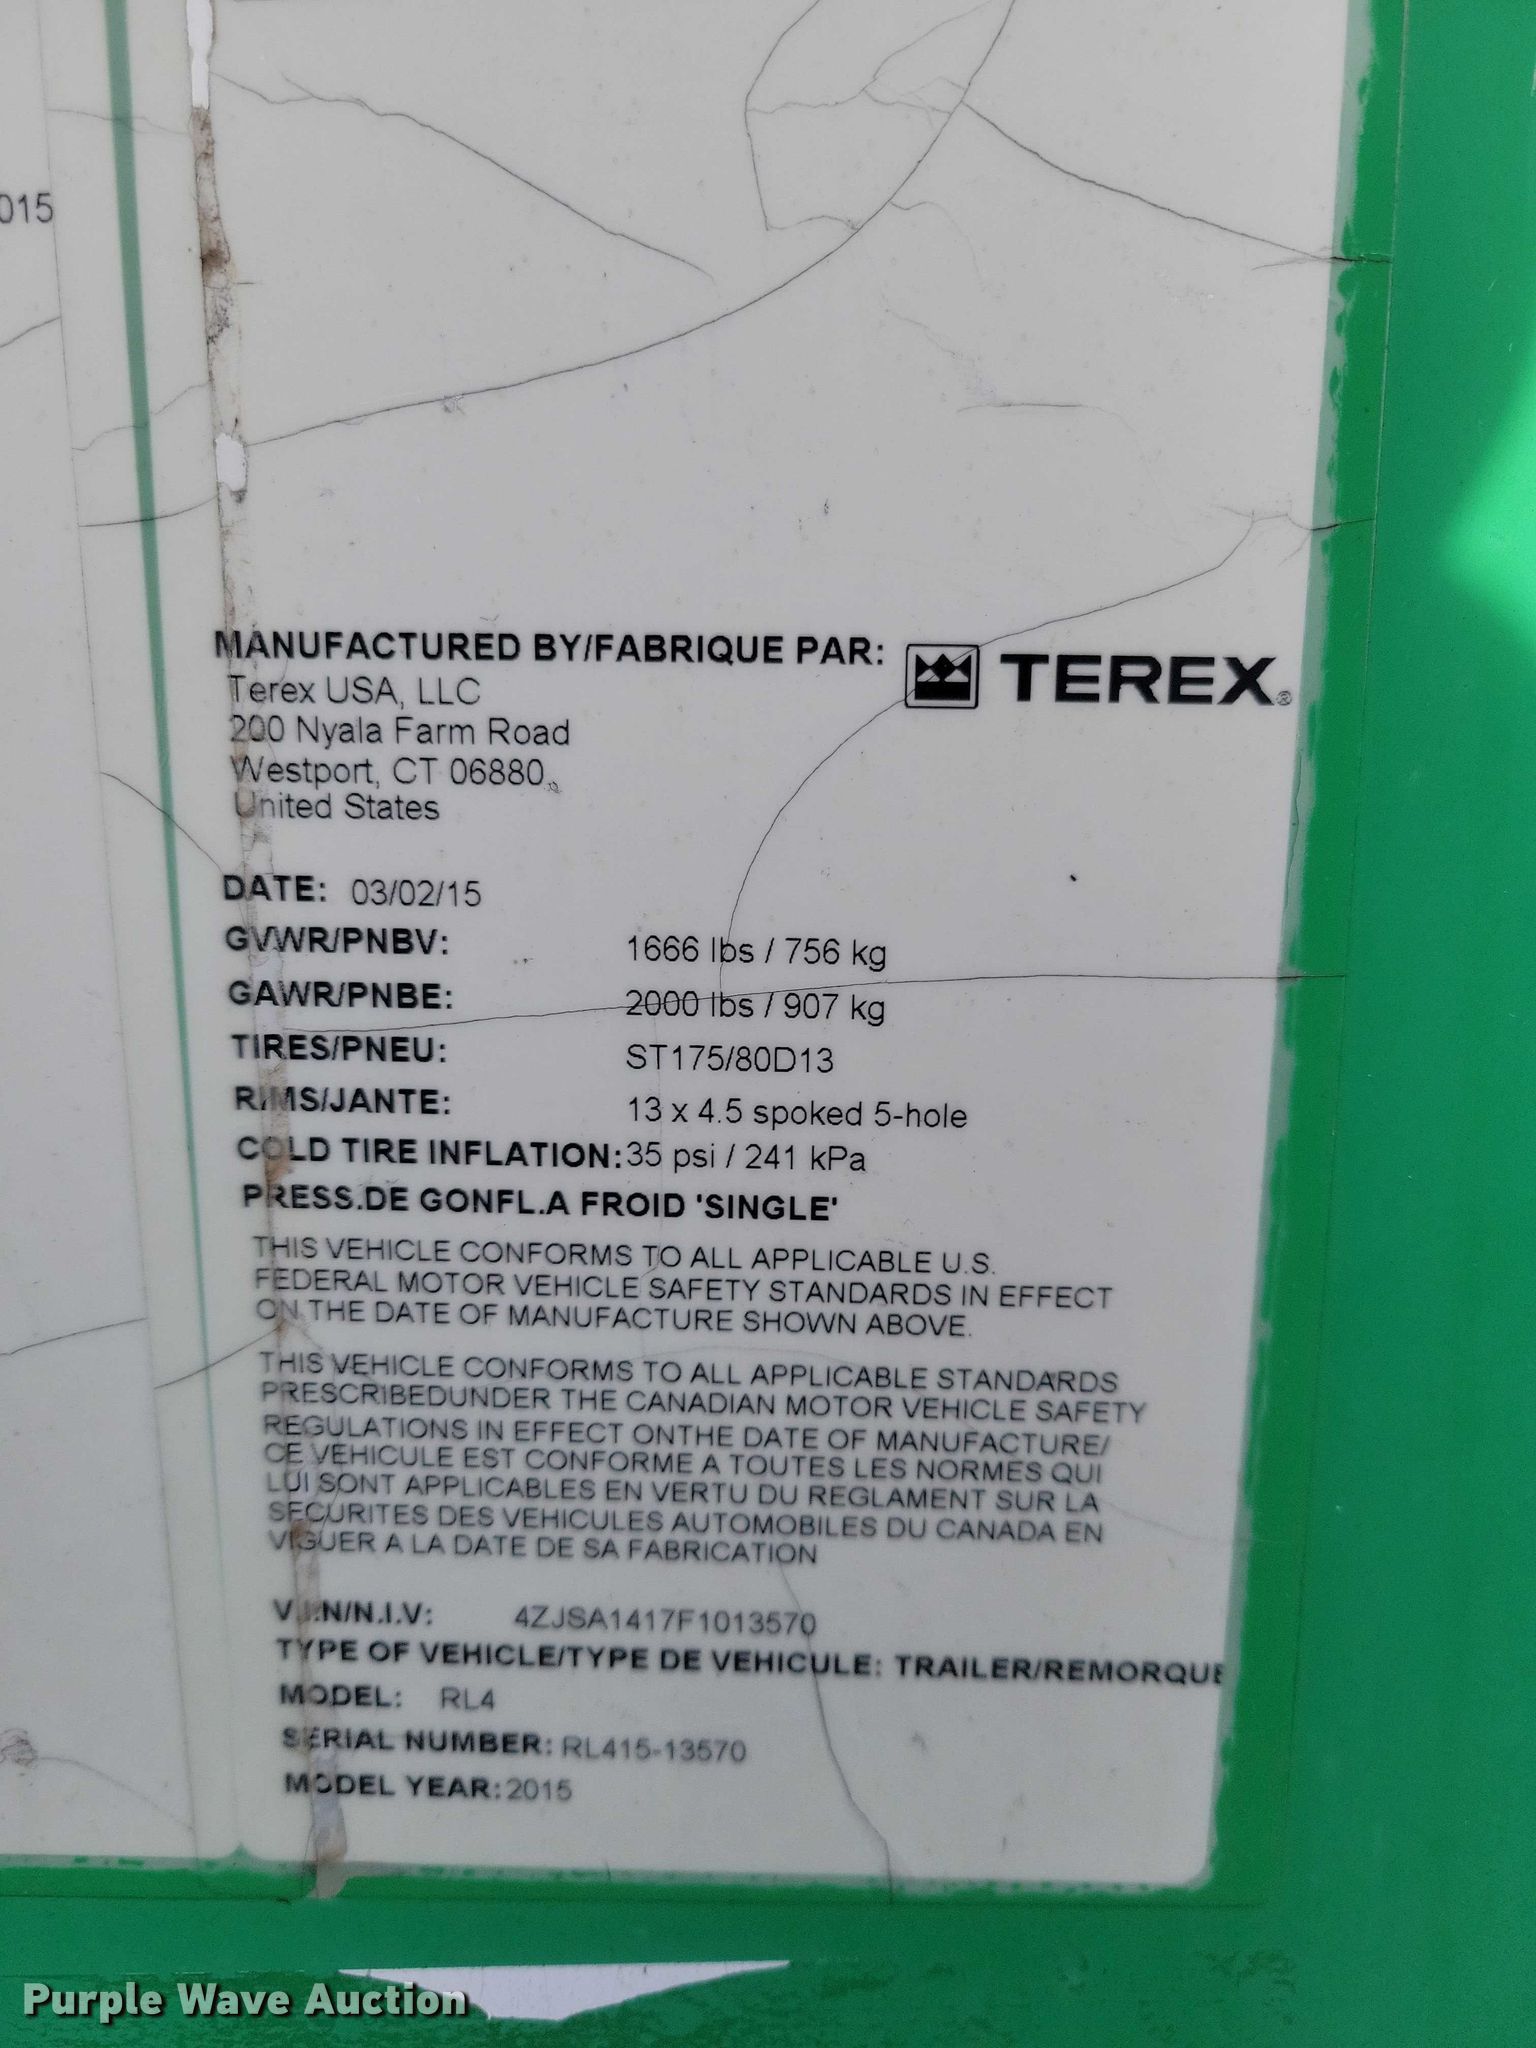 015
MANUFACTURED BY/FABRIQUE PAR:
TEREX®
Terex USA, LLC
200 Nyala Farm Road
Westport, CT 06880
United States
DATE: 03/02/15
GVWR/PNBV: 1666 lbs / 756 kg
GAWR/PNBE: 2000 lbs / 907 kg
TIRES/PNEU: ST175/80D13
RIMS/JANTE: 13 x 4.5 spoked 5-hole
COLD TIRE INFLATION: 35 psi / 241 kPa
PRESS.DE GONFL.A FROID 'SINGLE'
THIS VEHICLE CONFORMS TO ALL APPLICABLE U.S.
FEDERAL MOTOR VEHICLE SAFETY STANDARDS IN EFFECT
ON THE DATE OF MANUFACTURE SHOWN ABOVE.
THIS VEHICLE CONFORMS TO ALL APPLICABLE STANDARDS
PRESCRIBEDUNDER THE CANADIAN MOTOR VEHICLE SAFETY
REGULATIONS IN EFFECT ONTHE DATE OF MANUFACTURE/
CE VEHICULE EST CONFORME A TOUTES LES NORMES QUI
LUI SONT APPLICABLES EN VERTU DU REGLAMENT SUR LA
SECURITES DES VEHICULES AUTOMOBILES DU CANADA EN
VIGUER A LA DATE DE SA FABRICATION
V.I.N/N.I.V: 4ZJSA1417F1013570
TYPE OF VEHICLE/TYPE DE VEHICULE: TRAILER/REMORQUE
MODEL: RL4
SERIAL NUMBER: RL415-13570
MODEL YEAR: 2015
Purple Wave Auction